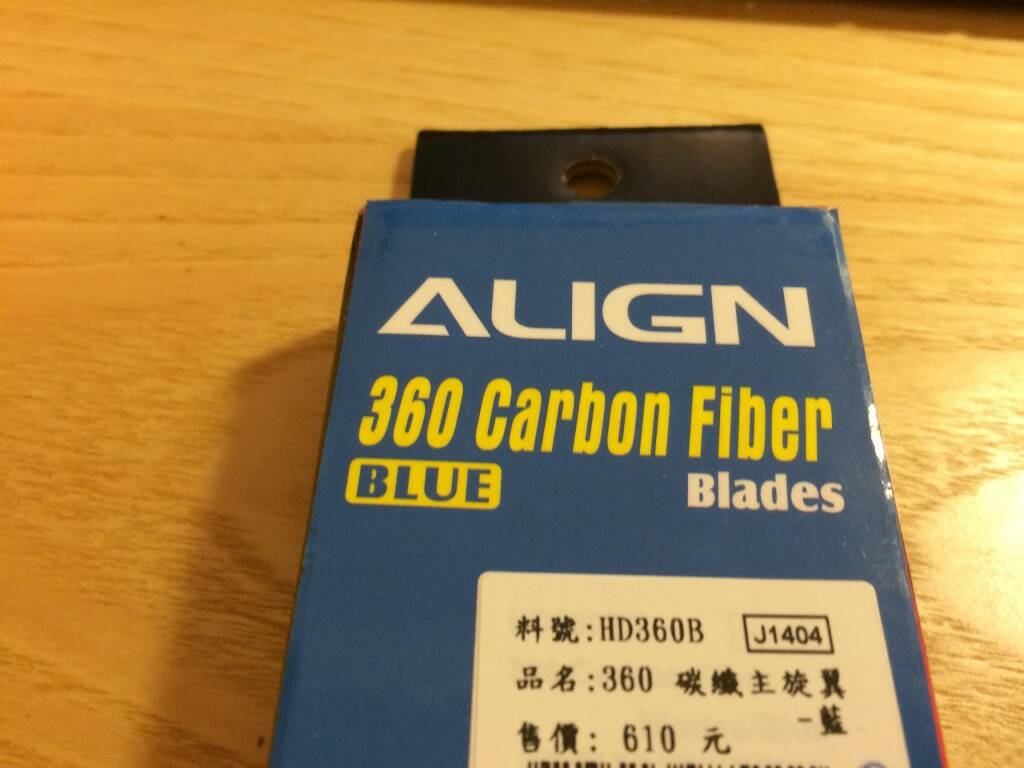 ALIGN
360 Carbon Fiber
BLUE Blades
料號:HD360B J1404
品名:360 碳纖主旋翼
-藍
售價: 610 元